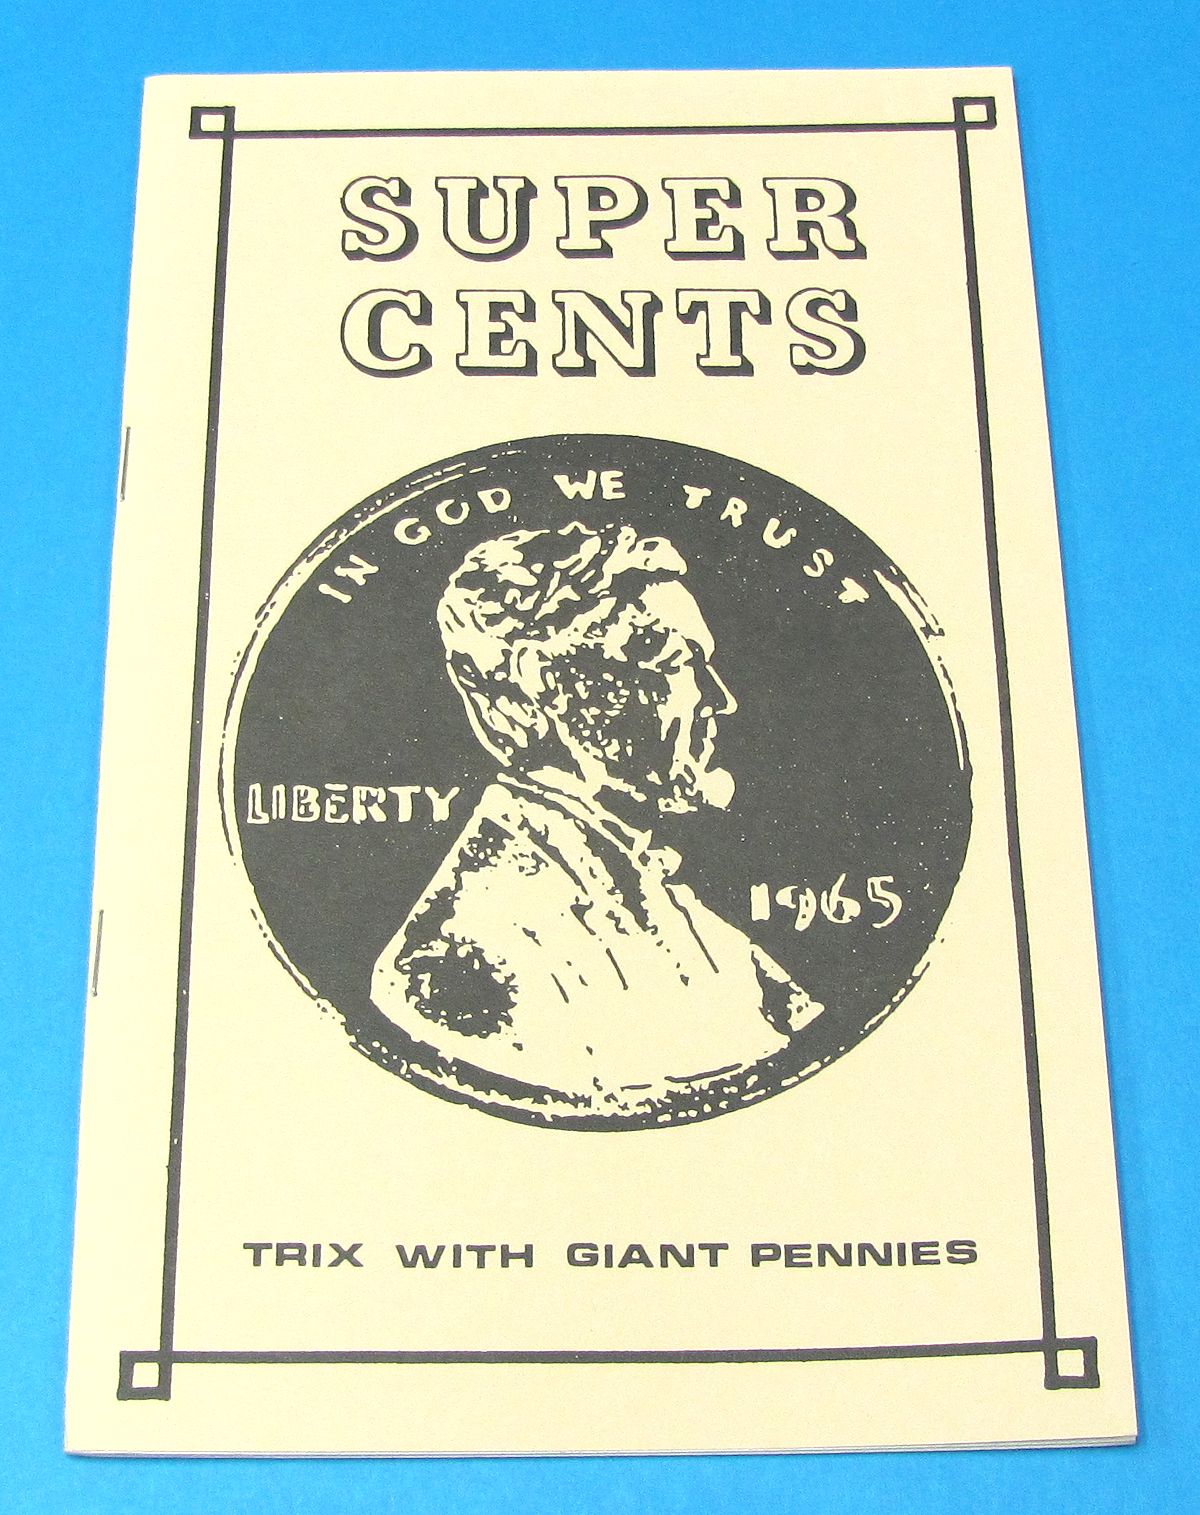 SUPER
CENTS
IN GOD WE TRUST
LIBERTY
1965
TRIX WITH GIANT PENNIES